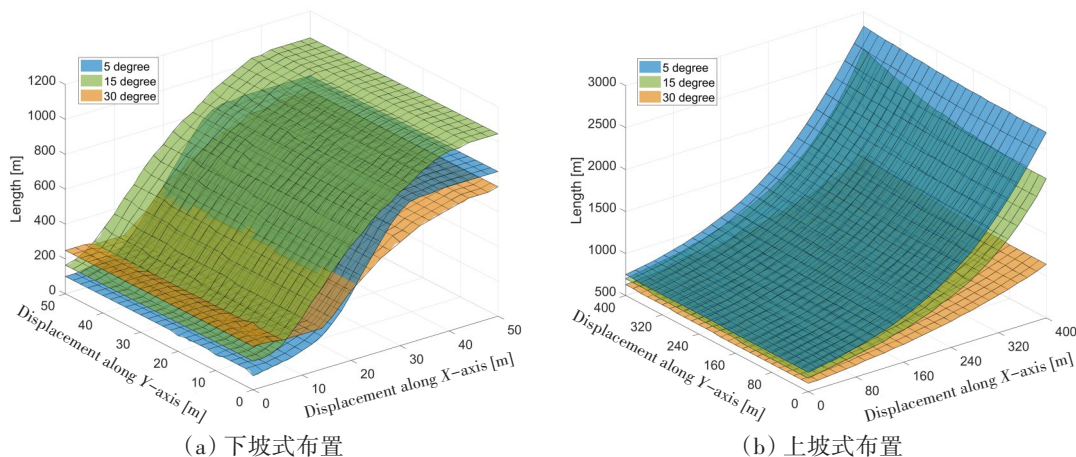 5 degree
15 degree
30 degree
1200
1000
800
600
400
200
0
Length [m]
50
40
30
20
10
0
Displacement along Y-axis [m]
0
10
20
30
40
50
Displacement along X-axis [m]
(a) 下坡式布置
5 degree
15 degree
30 degree
3000
2500
2000
1500
1000
500
Length [m]
400
320
240
160
80
0
Displacement along Y-axis [m]
0
80
160
240
320
400
Displacement along X-axis [m]
(b) 上坡式布置